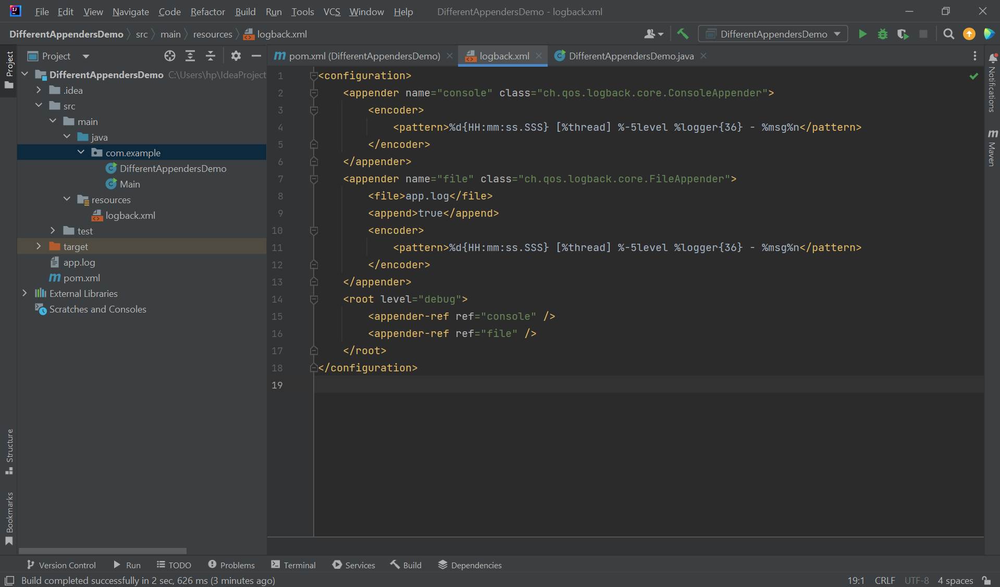 File Edit View Navigate Code Refactor Build Run Tools VCS Window Help DifferentAppendersDemo - logback.xml
DifferentAppendersDemo src main resources logback.xml DifferentAppendersDemo
Project
Project
DifferentAppendersDemo C:\Users\hp\IdeaProject
.idea
src
main
java
com.example
DifferentAppendersDemo
Main
resources
logback.xml
test
target
app.log
pom.xml
External Libraries
Scratches and Consoles
Structure
Bookmarks
pom.xml (DifferentAppendersDemo) logback.xml DifferentAppendersDemo.java
1 <configuration>
2     <appender name="console" class="ch.qos.logback.core.ConsoleAppender">
3         <encoder>
4             <pattern>%d{HH:mm:ss.SSS} [%thread] %-5level %logger{36} - %msg%n</pattern>
5         </encoder>
6     </appender>
7     <appender name="file" class="ch.qos.logback.core.FileAppender">
8         <file>app.log</file>
9         <append>true</append>
10         <encoder>
11             <pattern>%d{HH:mm:ss.SSS} [%thread] %-5level %logger{36} - %msg%n</pattern>
12         </encoder>
13     </appender>
14     <root level="debug">
15         <appender-ref ref="console" />
16         <appender-ref ref="file" />
17     </root>
18 </configuration>
19
Notifications
Maven
Version Control Run TODO Problems Terminal Services Build Dependencies
Build completed successfully in 2 sec, 626 ms (3 minutes ago) 19:1 CRLF UTF-8 4 spaces